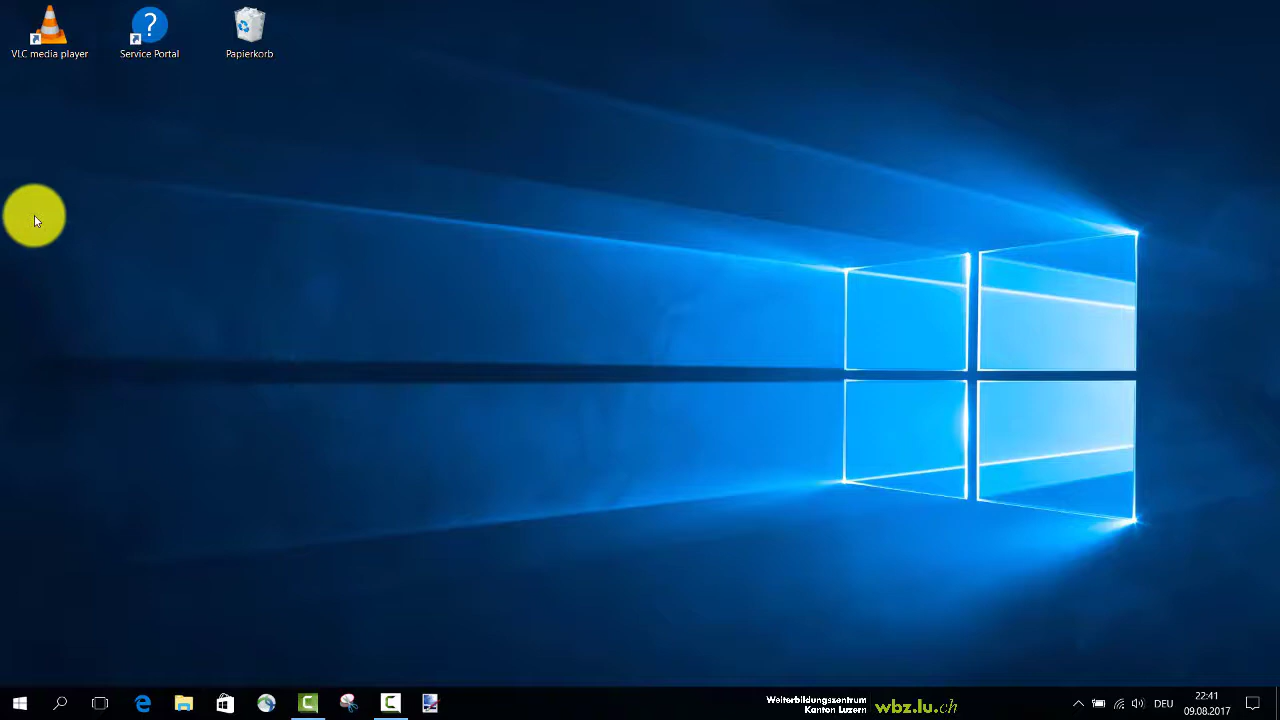 VLC media player
Service Portal
Papierkorb
Weiterbildungszentrum
Kanton Luzern
wbz.lu.ch
DEU
22:41
09.08.2017